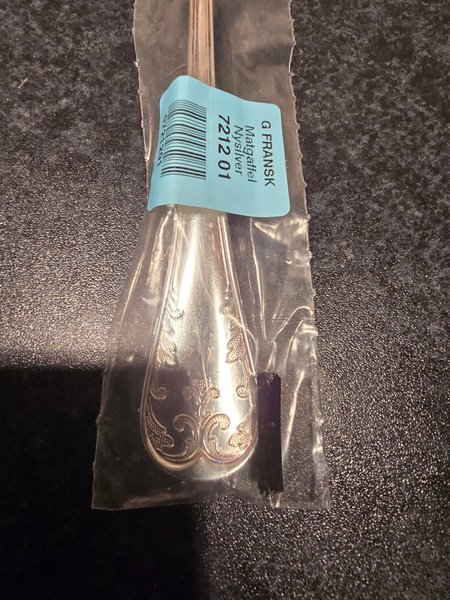 G FRANSK
Matgaffel
Nysilver
7212 01